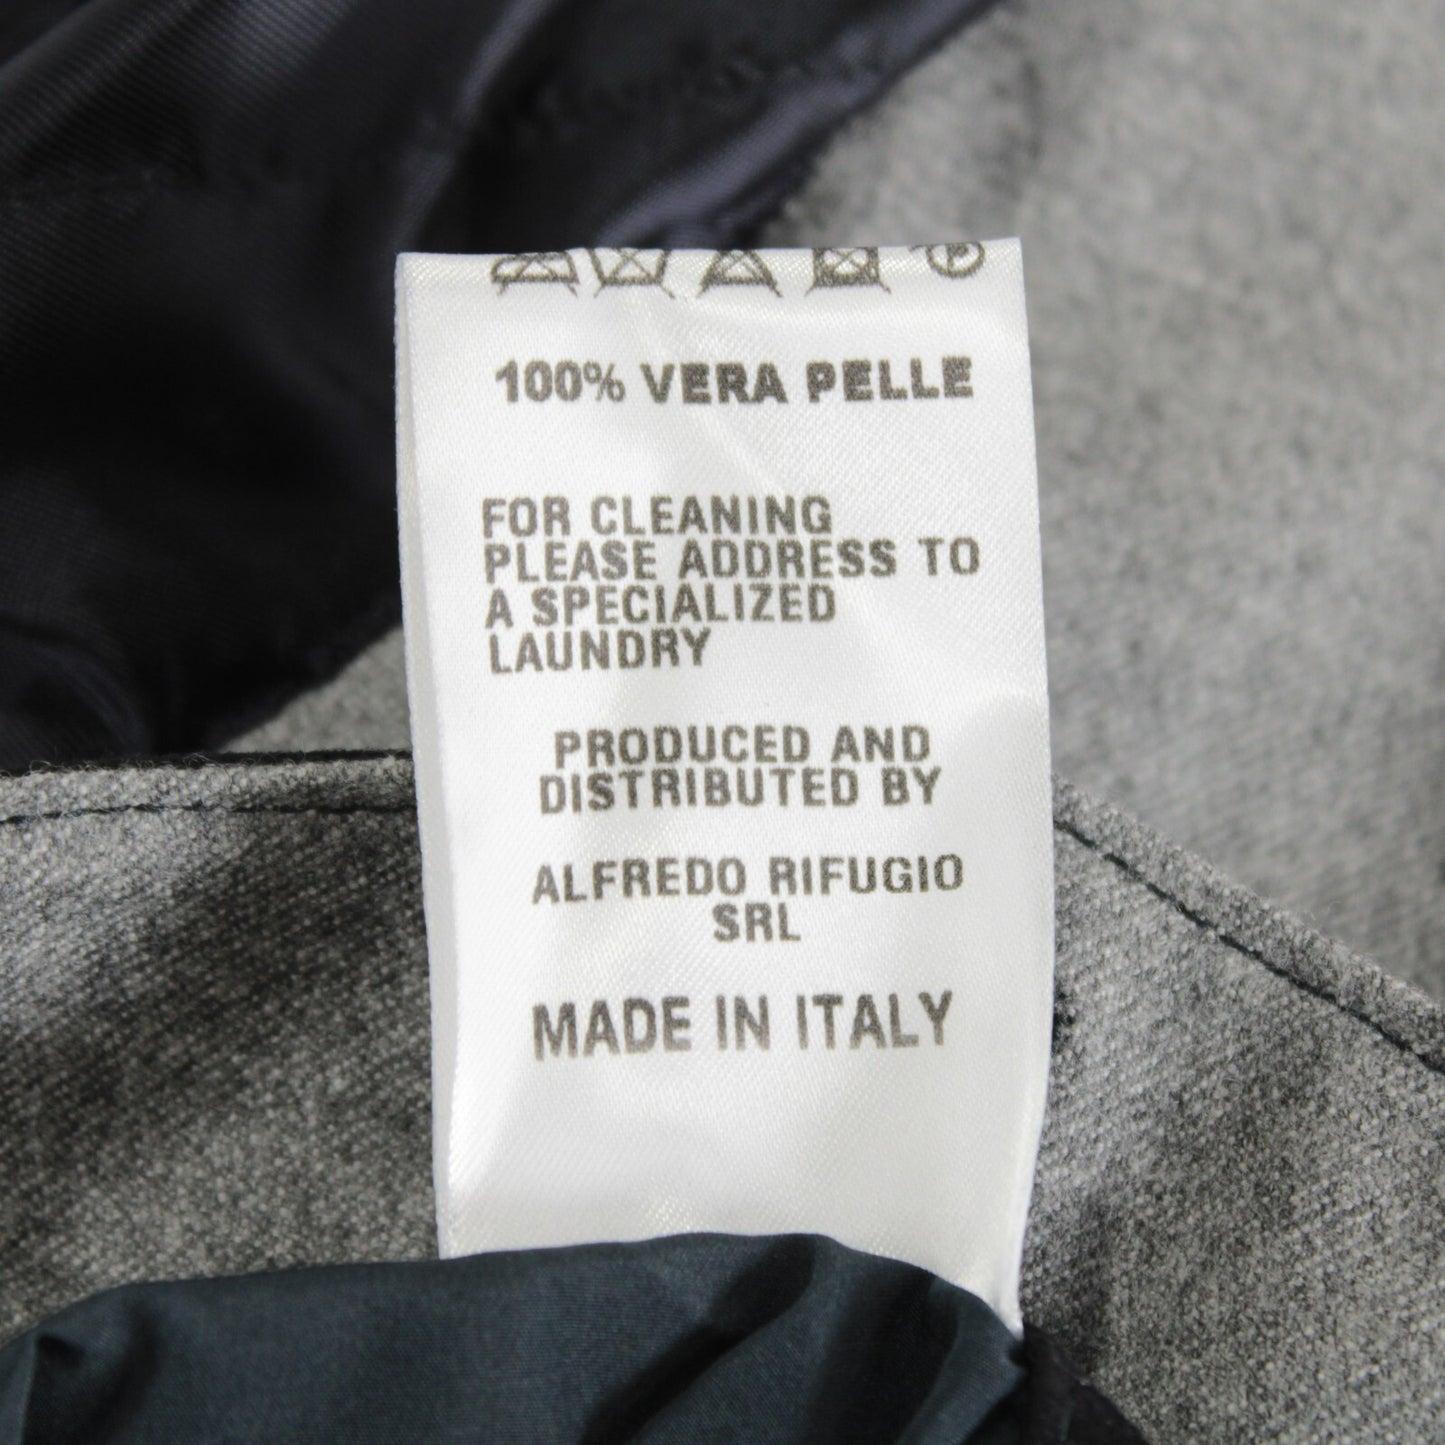 100% VERA PELLE
FOR CLEANING
PLEASE ADDRESS TO
A SPECIALIZED
LAUNDRY
PRODUCED AND
DISTRIBUTED BY
ALFREDO RIFUGIO
SRL
MADE IN ITALY